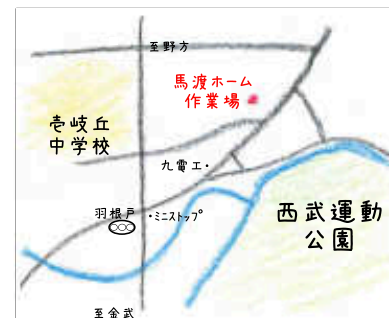 至野方
馬渡ホーム
作業場
壱岐丘
中学校
九電工・
羽根戸
・ミニストップ
西武運動
公園
至金武